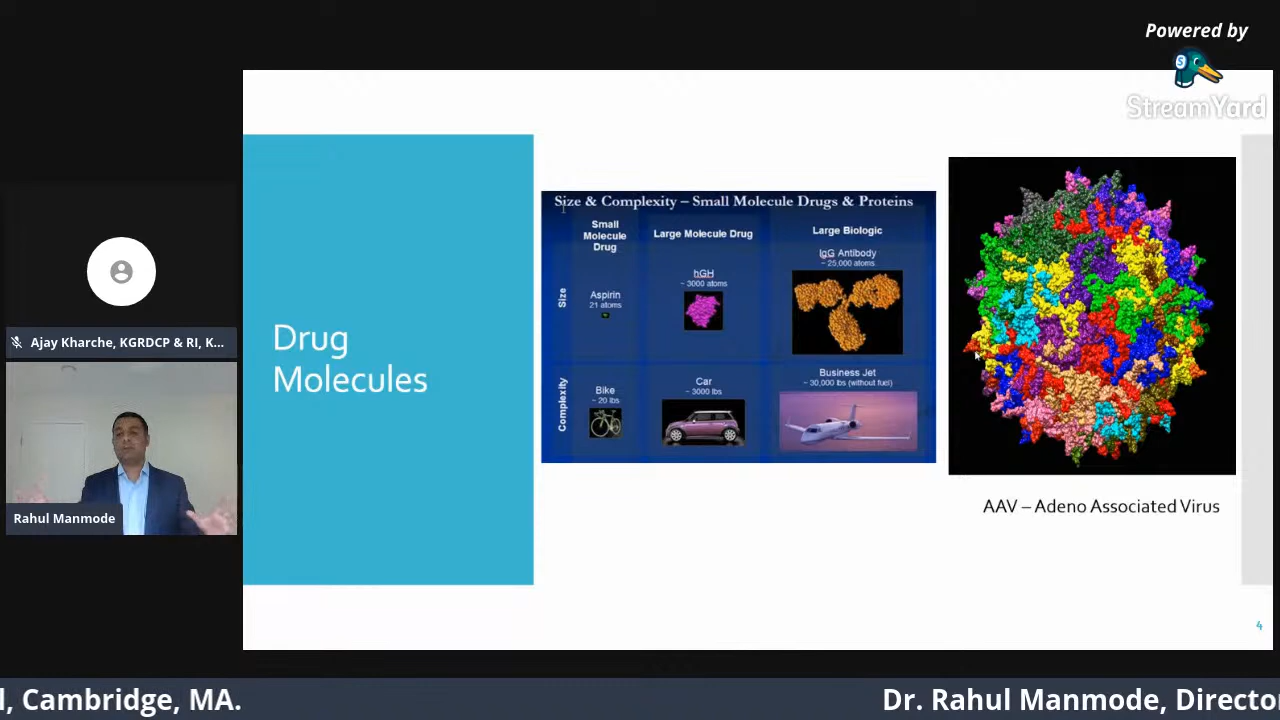 Powered by
StreamYard
Size & Complexity – Small Molecule Drugs & Proteins
Small
Molecule
Drug
Large Molecule Drug
Large Biologic
Size
Aspirin
21 atoms
hGH
~ 3000 atoms
IgG Antibody
~ 25,000 atoms
Complexity
Bike
~ 20 lbs
Car
~ 3000 lbs
Business Jet
~ 30,000 lbs (without fuel)
Drug
Molecules
AAV – Adeno Associated Virus
4
Ajay Kharche, KGRDCP & RI, K...
Rahul Manmode
l, Cambridge, MA.
Dr. Rahul Manmode, Director